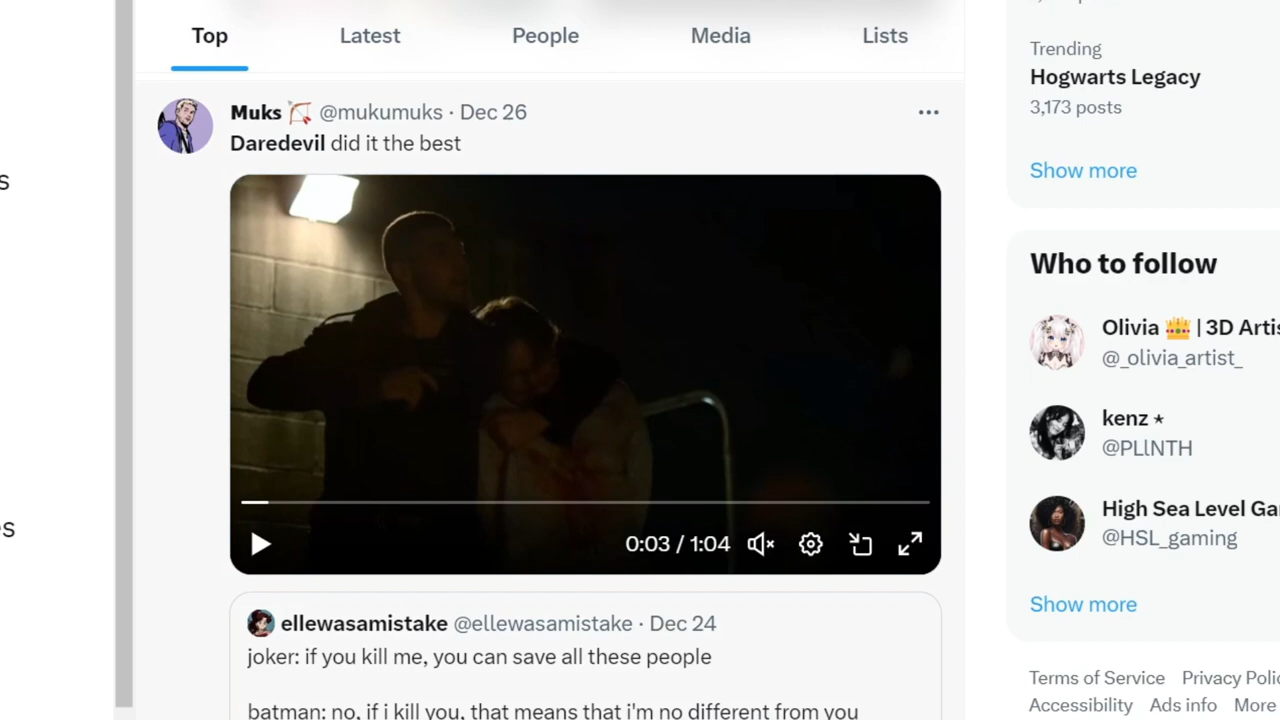 Top
Latest
People
Media
Lists
Muks @mukumuks · Dec 26
Daredevil did it the best
0:03 / 1:04
ellewasamistake @ellewasamistake · Dec 24
joker: if you kill me, you can save all these people
batman: no, if i kill you, that means that i'm no different from you
Trending
Hogwarts Legacy
3,173 posts
Show more
Who to follow
Olivia | 3D Artis
@_olivia_artist_
kenz ⋆
@PLlNTH
High Sea Level Ga
@HSL_gaming
Show more
Terms of Service Privacy Polic
Accessibility Ads info More
s
es